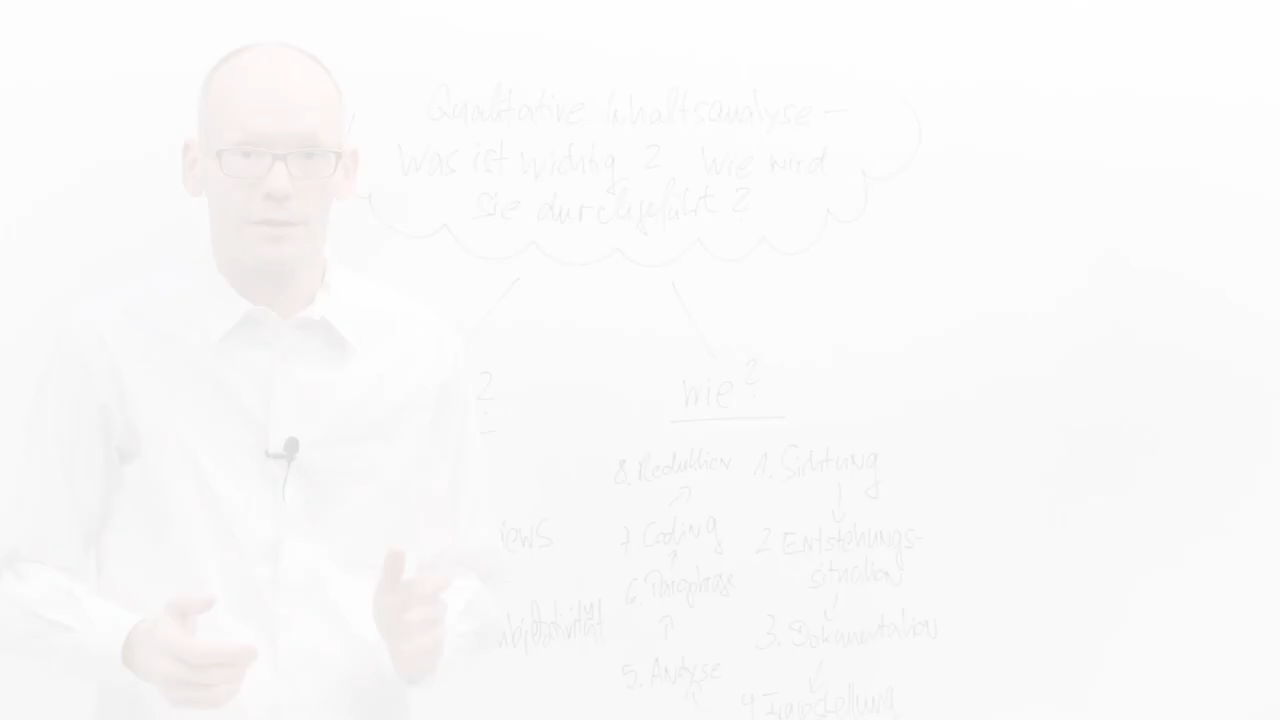 Qualitative Inhaltsanalyse –
Was ist wichtig ? Wie wird
sie durchgeführt ?
?
Wie ?
8. Reduktion
1. Sichtung
iews
7 Coding
2 Entstehungs-
situation
6. Paraphrase
3. Dokumentation
5. Analyse
4